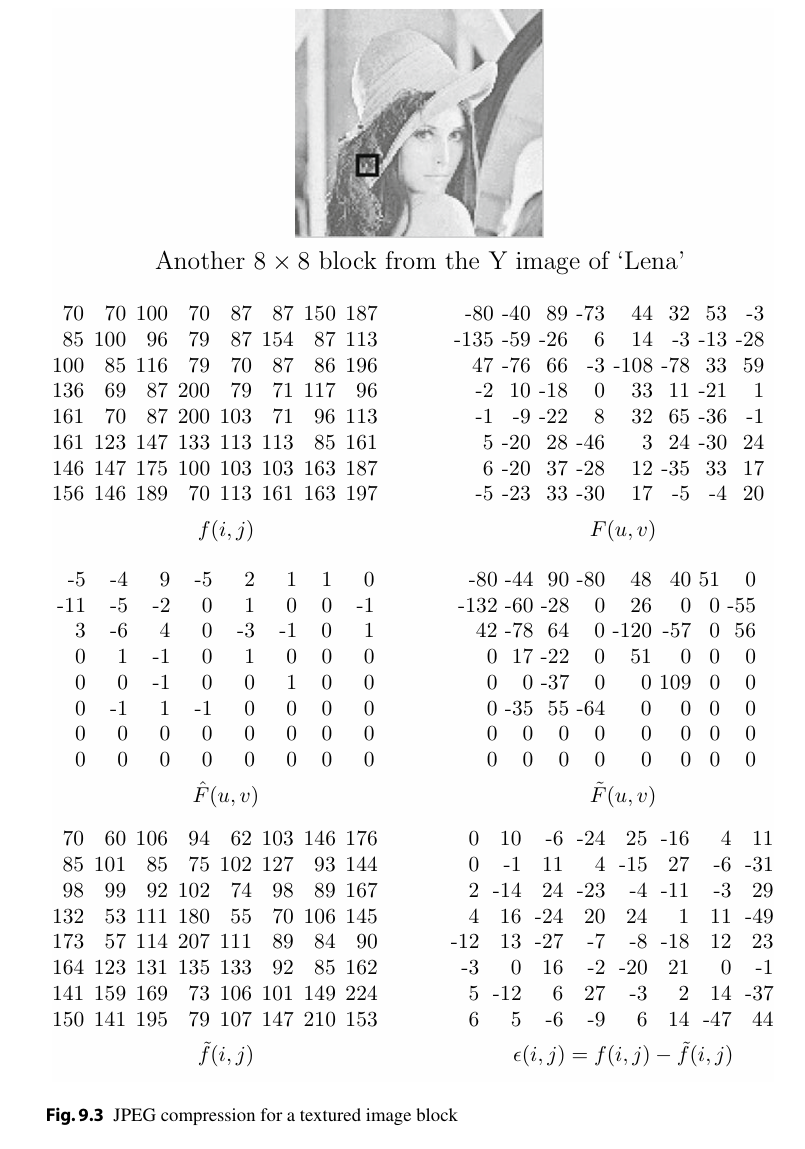 Another 8 × 8 block from the Y image of ‘Lena’
70 70 100 70 87 87 150 187
85 100 96 79 87 154 87 113
100 85 116 79 70 87 86 196
136 69 87 200 79 71 117 96
161 70 87 200 103 71 96 113
161 123 147 133 113 113 85 161
146 147 175 100 103 103 163 187
156 146 189 70 113 161 163 197
f(i, j)
-80 -40 89 -73 44 32 53 -3
-135 -59 -26 6 14 -3 -13 -28
47 -76 66 -3 -108 -78 33 59
-2 10 -18 0 33 11 -21 1
-1 -9 -22 8 32 65 -36 -1
5 -20 28 -46 3 24 -30 24
6 -20 37 -28 12 -35 33 17
-5 -23 33 -30 17 -5 -4 20
F(u, v)
-5 -4 9 -5 2 1 1 0
-11 -5 -2 0 1 0 0 -1
3 -6 4 0 -3 -1 0 1
0 1 -1 0 1 0 0 0
0 0 -1 0 0 1 0 0
0 -1 1 -1 0 0 0 0
0 0 0 0 0 0 0 0
0 0 0 0 0 0 0 0
F̂(u, v)
-80 -44 90 -80 48 40 51 0
-132 -60 -28 0 26 0 0 -55
42 -78 64 0 -120 -57 0 56
0 17 -22 0 51 0 0 0
0 0 -37 0 0 109 0 0
0 -35 55 -64 0 0 0 0
0 0 0 0 0 0 0 0
0 0 0 0 0 0 0 0
F̃(u, v)
70 60 106 94 62 103 146 176
85 101 85 75 102 127 93 144
98 99 92 102 74 98 89 167
132 53 111 180 55 70 106 145
173 57 114 207 111 89 84 90
164 123 131 135 133 92 85 162
141 159 169 73 106 101 149 224
150 141 195 79 107 147 210 153
f̃(i, j)
0 10 -6 -24 25 -16 4 11
0 -1 11 4 -15 27 -6 -31
2 -14 24 -23 -4 -11 -3 29
4 16 -24 20 24 1 11 -49
-12 13 -27 -7 -8 -18 12 23
-3 0 16 -2 -20 21 0 -1
5 -12 6 27 -3 2 14 -37
6 5 -6 -9 6 14 -47 44
ϵ(i, j) = f(i, j) − f̃(i, j)
Fig. 9.3 JPEG compression for a textured image block